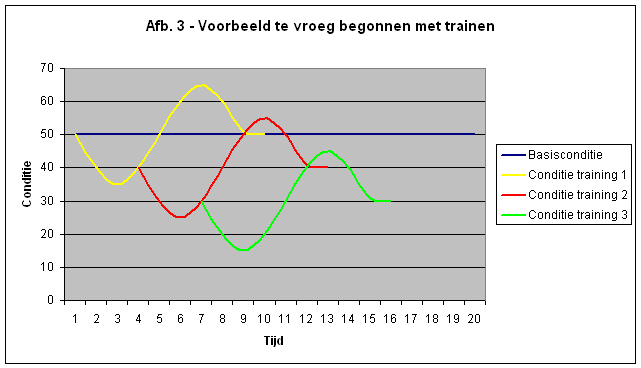 Afb. 3 - Voorbeeld te vroeg begonnen met trainen
70
60
50
40
30
20
10
0
Conditie
1 2 3 4 5 6 7 8 9 10 11 12 13 14 15 16 17 18 19 20
Tijd
Basisconditie
Conditie training 1
Conditie training 2
Conditie training 3